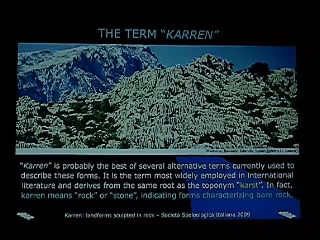 THE TERM "KARREN"
"Karren" is probably the best of several alternative terms currently used to
describe these forms. It is the term most widely employed in international
literature and derives from the same root as the toponym "karst". In fact,
karren means "rock" or "stone", indicating forms characterizing bare rock.
Karren: landforms sculpted in rock – Società Speleologica Italiana 2009